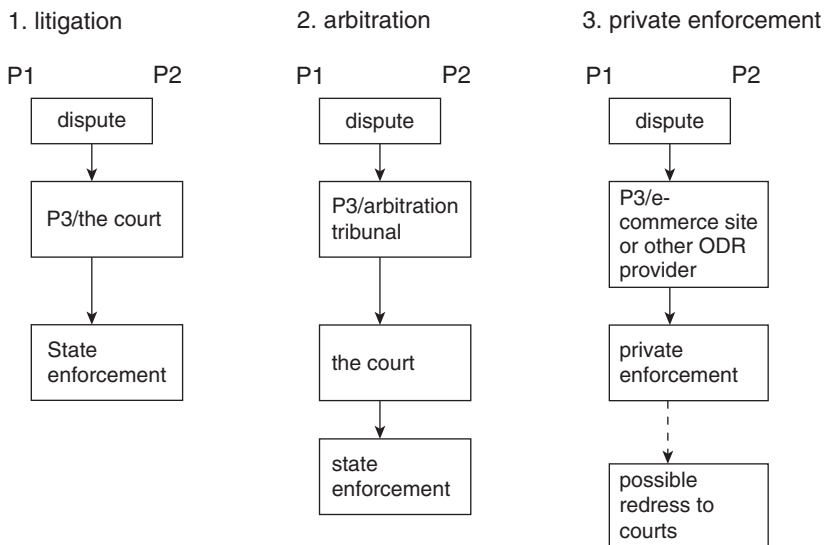 1. litigation
P1 P2
dispute
P3/the court
State
enforcement
2. arbitration
P1 P2
dispute
P3/arbitration
tribunal
the court
state
enforcement
3. private enforcement
P1 P2
dispute
P3/e-
commerce site
or other ODR
provider
private
enforcement
possible
redress to
courts